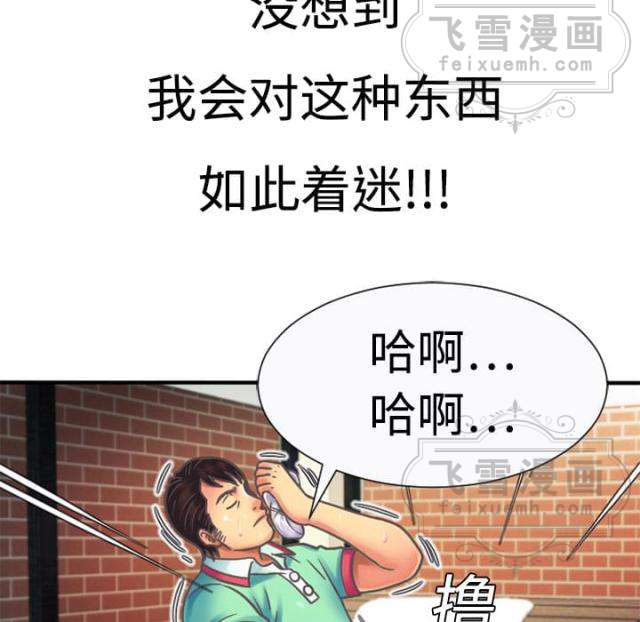 没想到
飞雪漫画
feixuemh.com
我会对这种东西
如此着迷!!!
哈啊...
哈啊...
飞雪漫画
feixuemh.com
撸